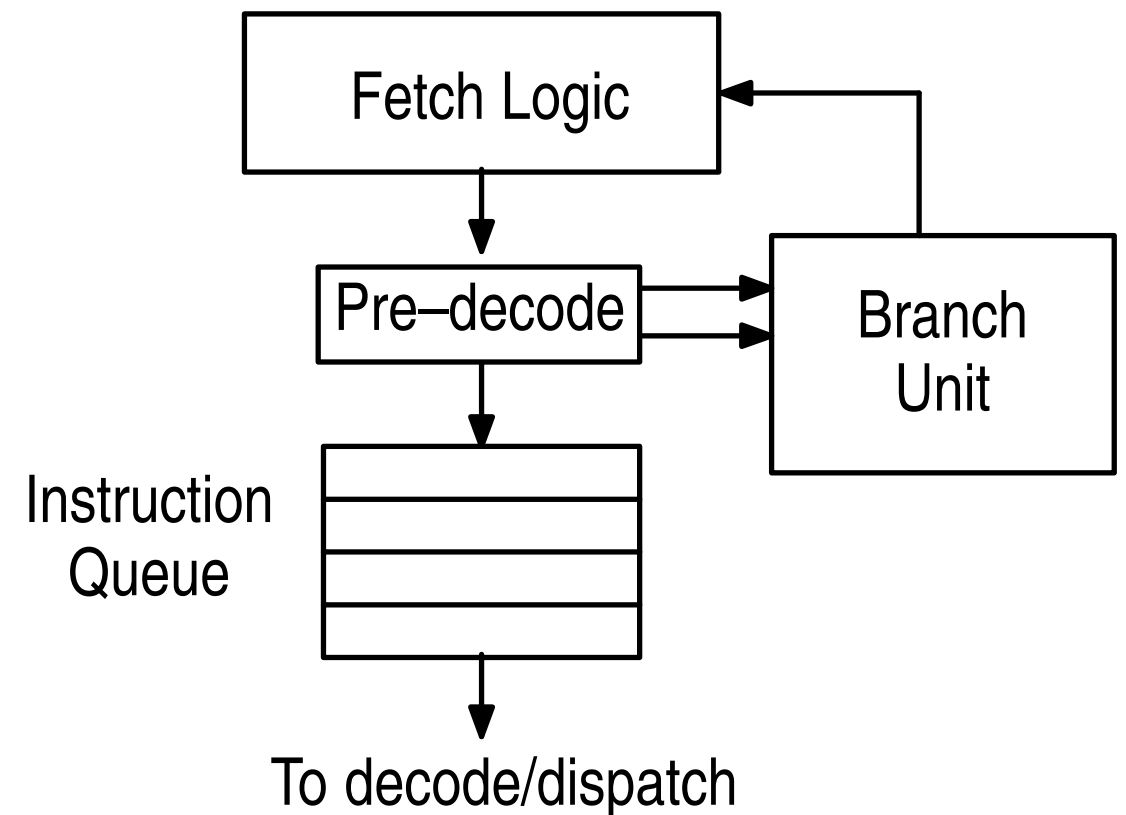 Fetch Logic
Pre–decode
Branch
Unit
Instruction
Queue
To decode/dispatch